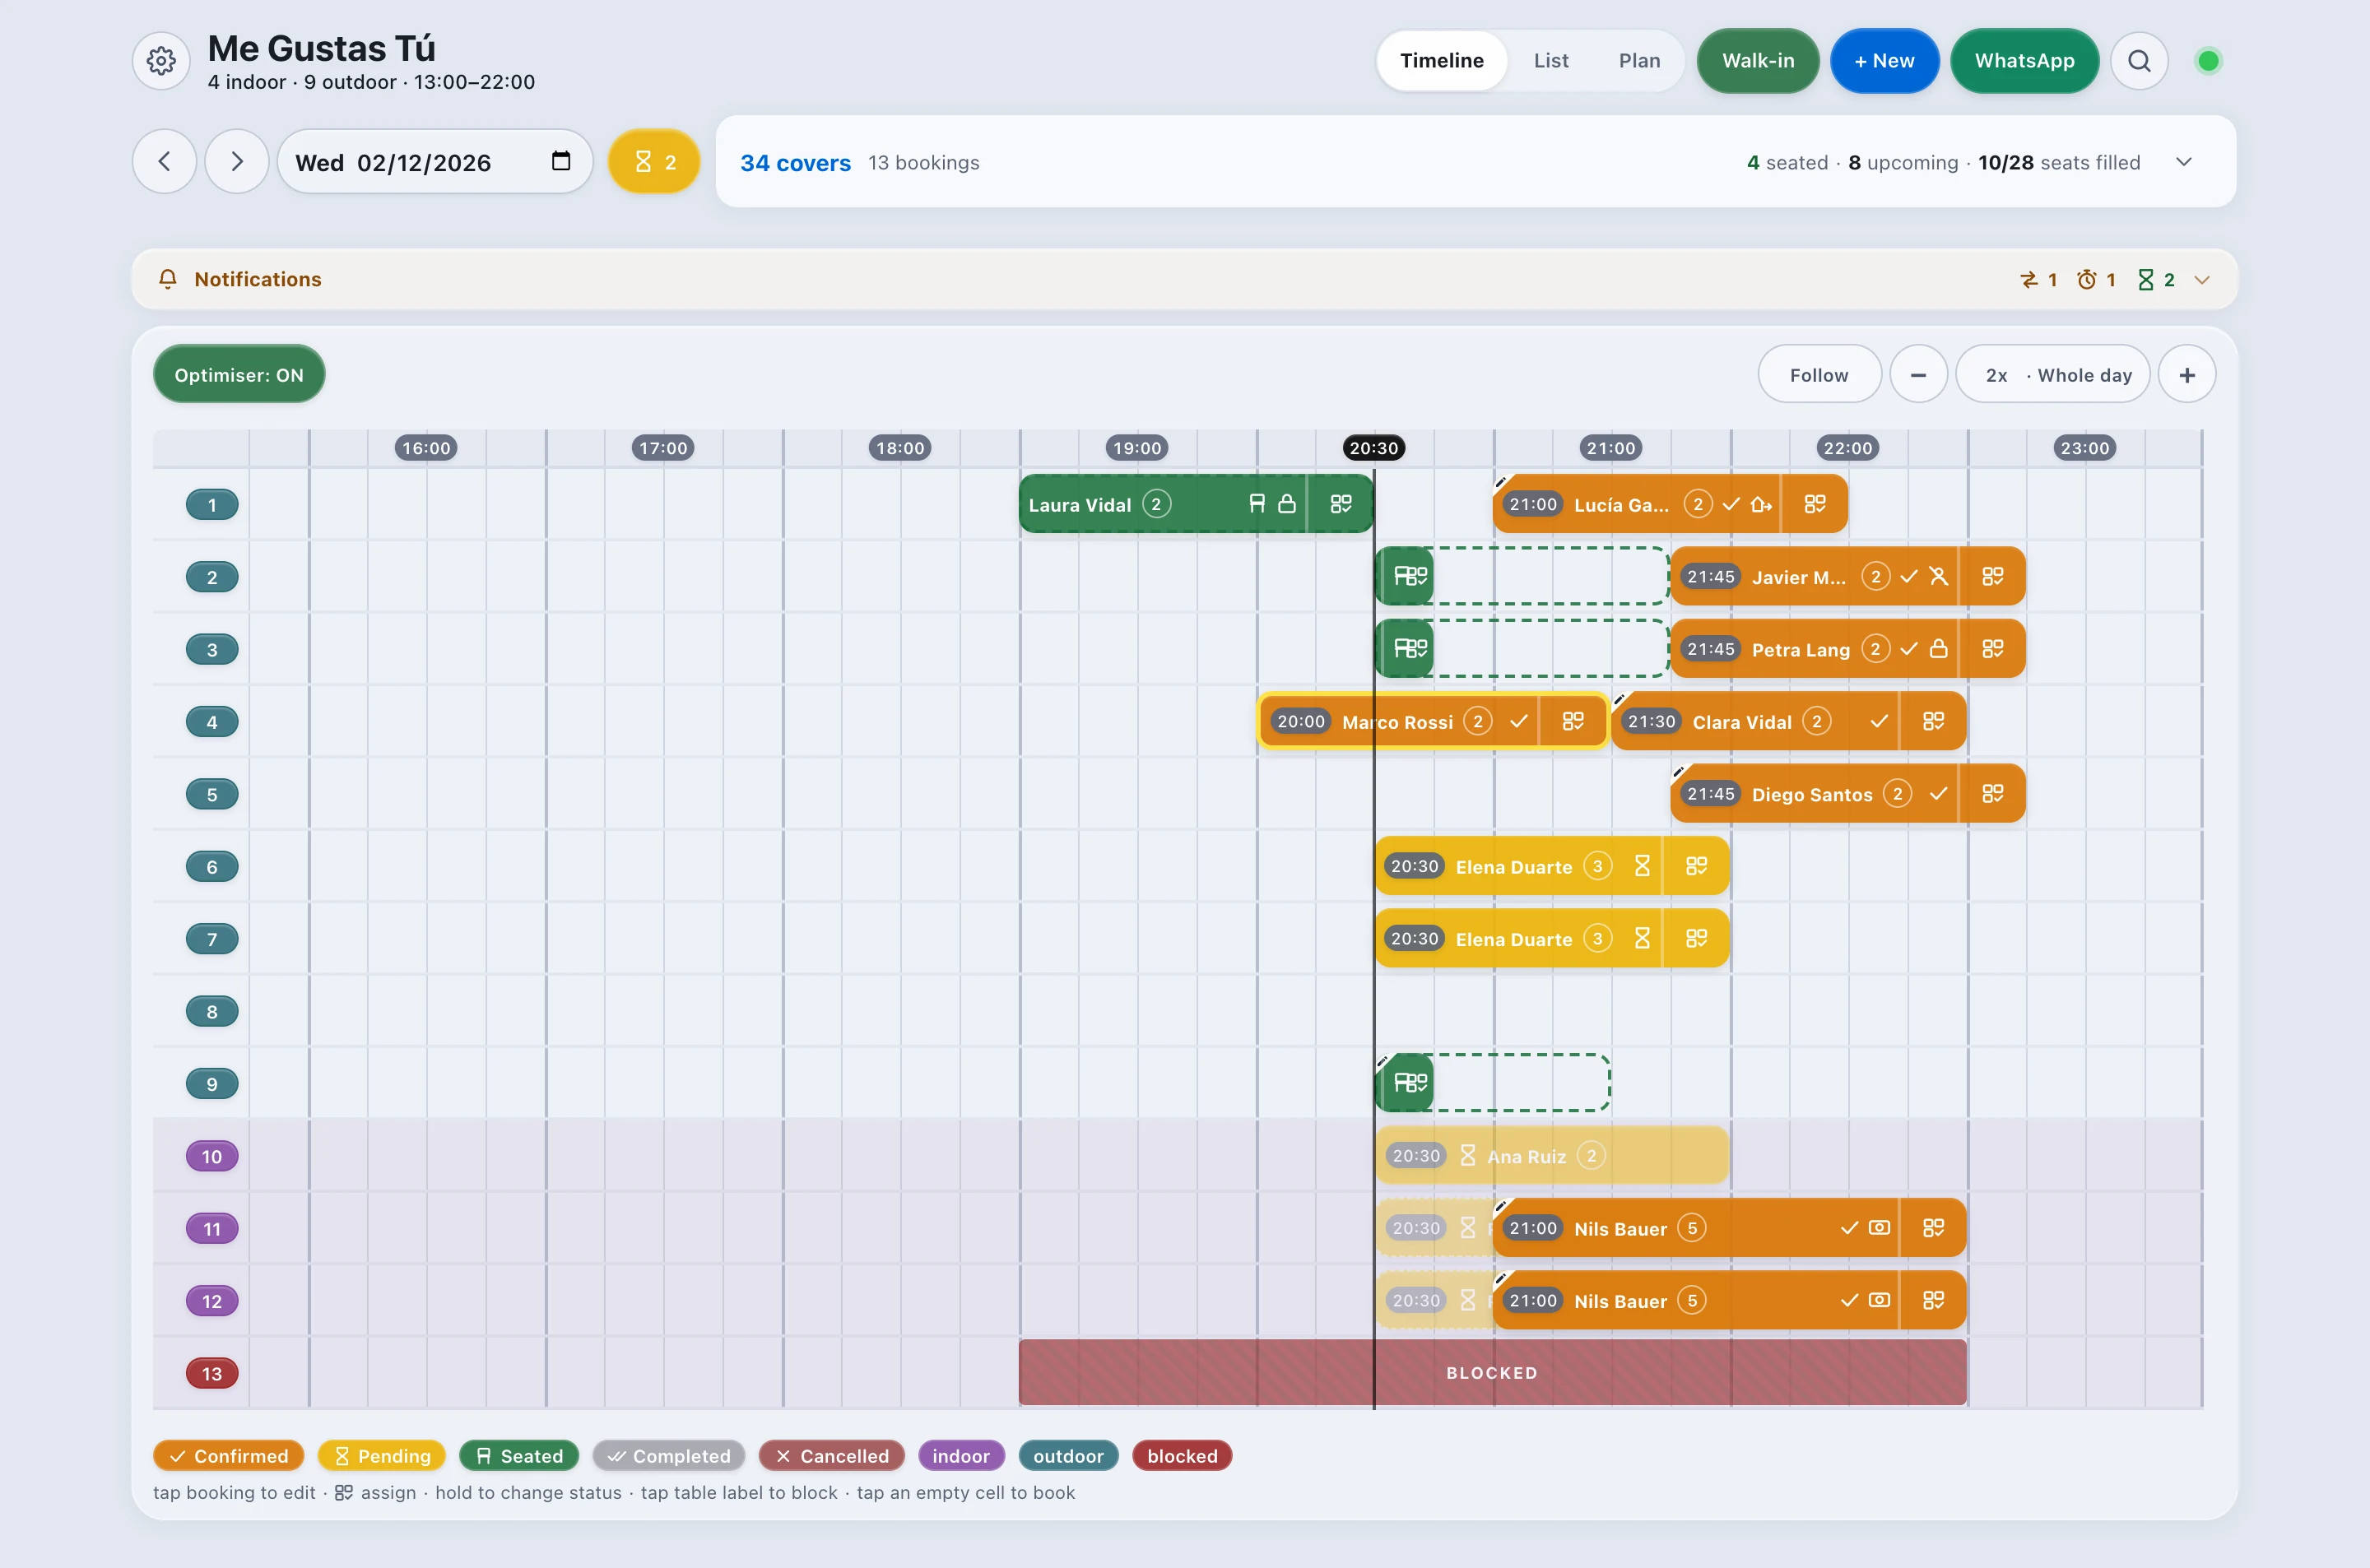 Me Gustas Tú
4 indoor · 9 outdoor · 13:00–22:00
Timeline List Plan Walk-in + New WhatsApp
Wed 02/12/2026 2
34 covers 13 bookings 4 seated · 8 upcoming · 10/28 seats filled
Notifications 1 1 2
Optimiser: ON Follow − 2x · Whole day +
16:00 17:00 18:00 19:00 20:30 21:00 22:00 23:00
1 Laura Vidal 2 21:00 Lucía Ga... 2
2 21:45 Javier M... 2
3 21:45 Petra Lang 2
4 20:00 Marco Rossi 2 21:30 Clara Vidal 2
5 21:45 Diego Santos 2
6 20:30 Elena Duarte 3
7 20:30 Elena Duarte 3
8
9
10 20:30 Ana Ruiz 2
11 20:30 21:00 Nils Bauer 5
12 20:30 21:00 Nils Bauer 5
13 BLOCKED
Confirmed Pending Seated Completed Cancelled indoor outdoor blocked
tap booking to edit · assign · hold to change status · tap table label to block · tap an empty cell to book